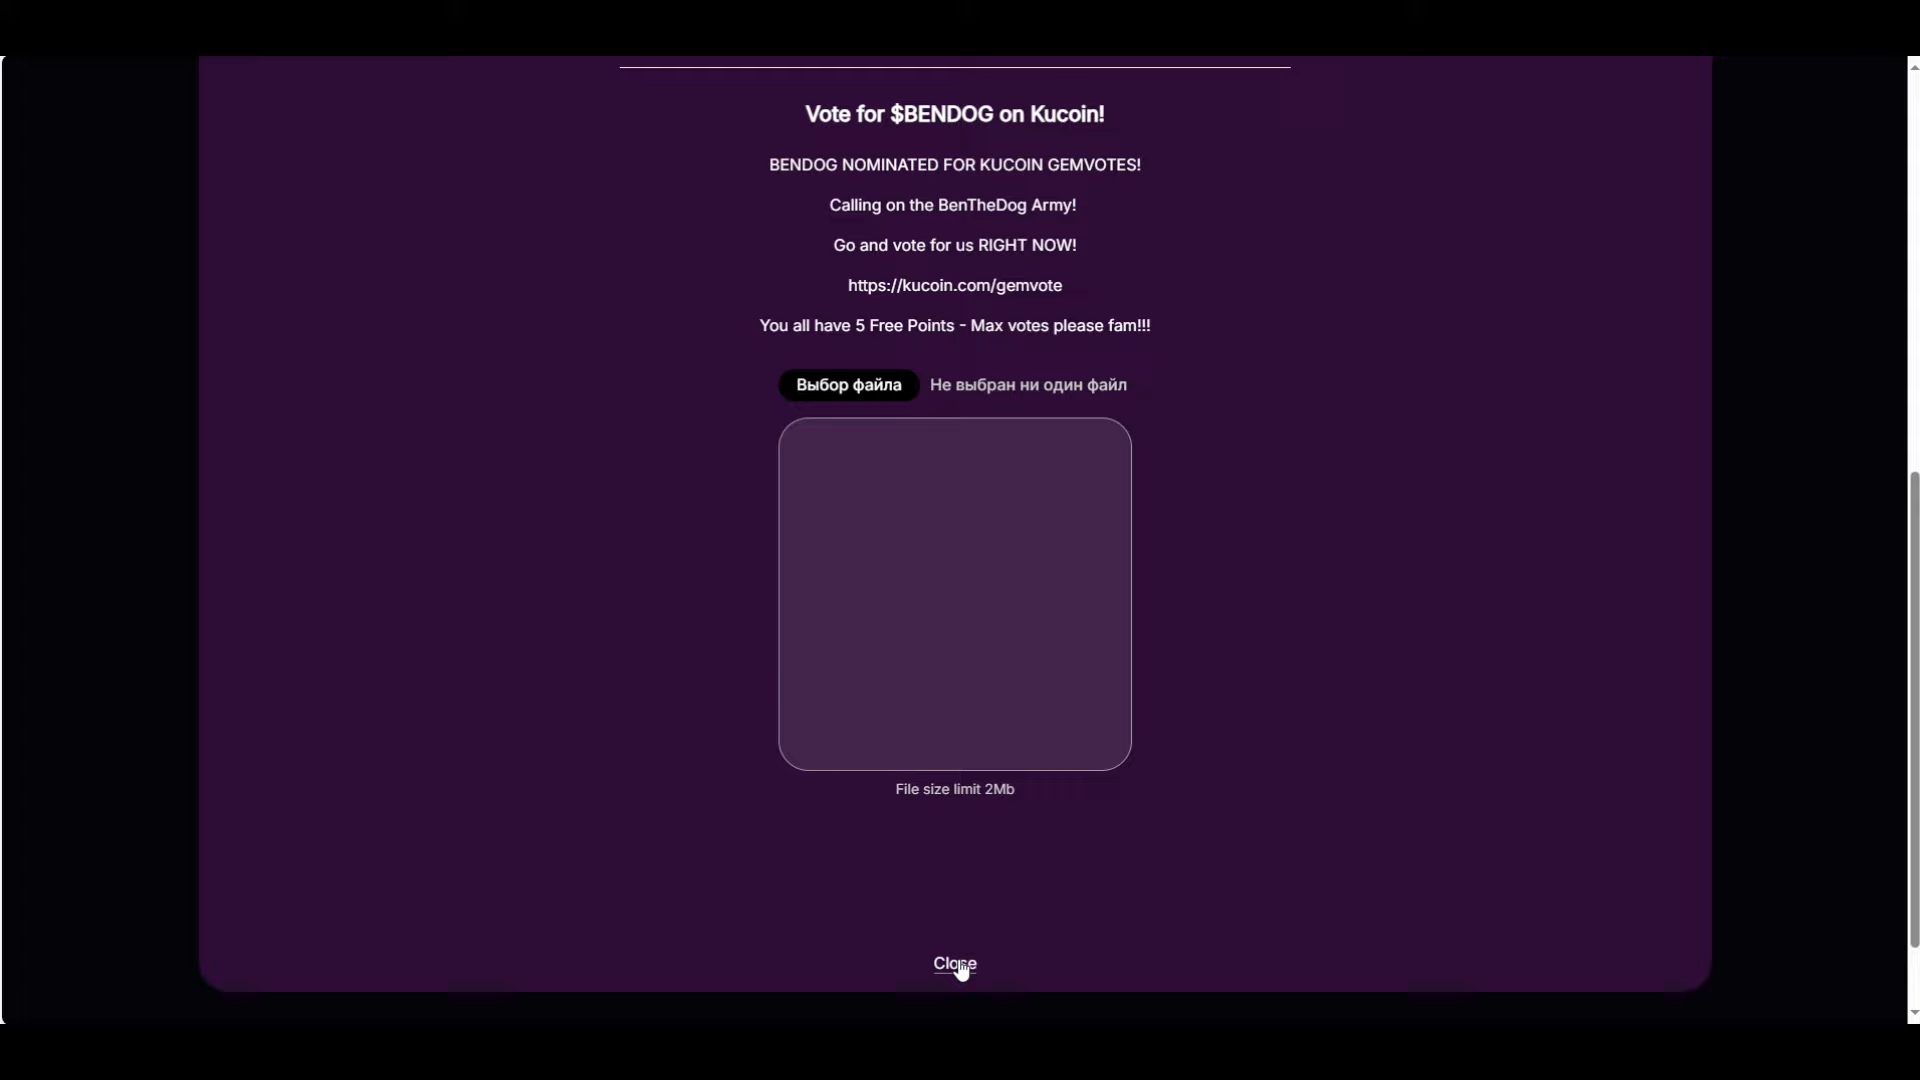 Vote for $BENDOG on Kucoin!
BENDOG NOMINATED FOR KUCOIN GEMVOTES!
Calling on the BenTheDog Army!
Go and vote for us RIGHT NOW!
https://kucoin.com/gemvote
You all have 5 Free Points - Max votes please fam!!!
Выбор файла Не выбран ни один файл
File size limit 2Mb
Close